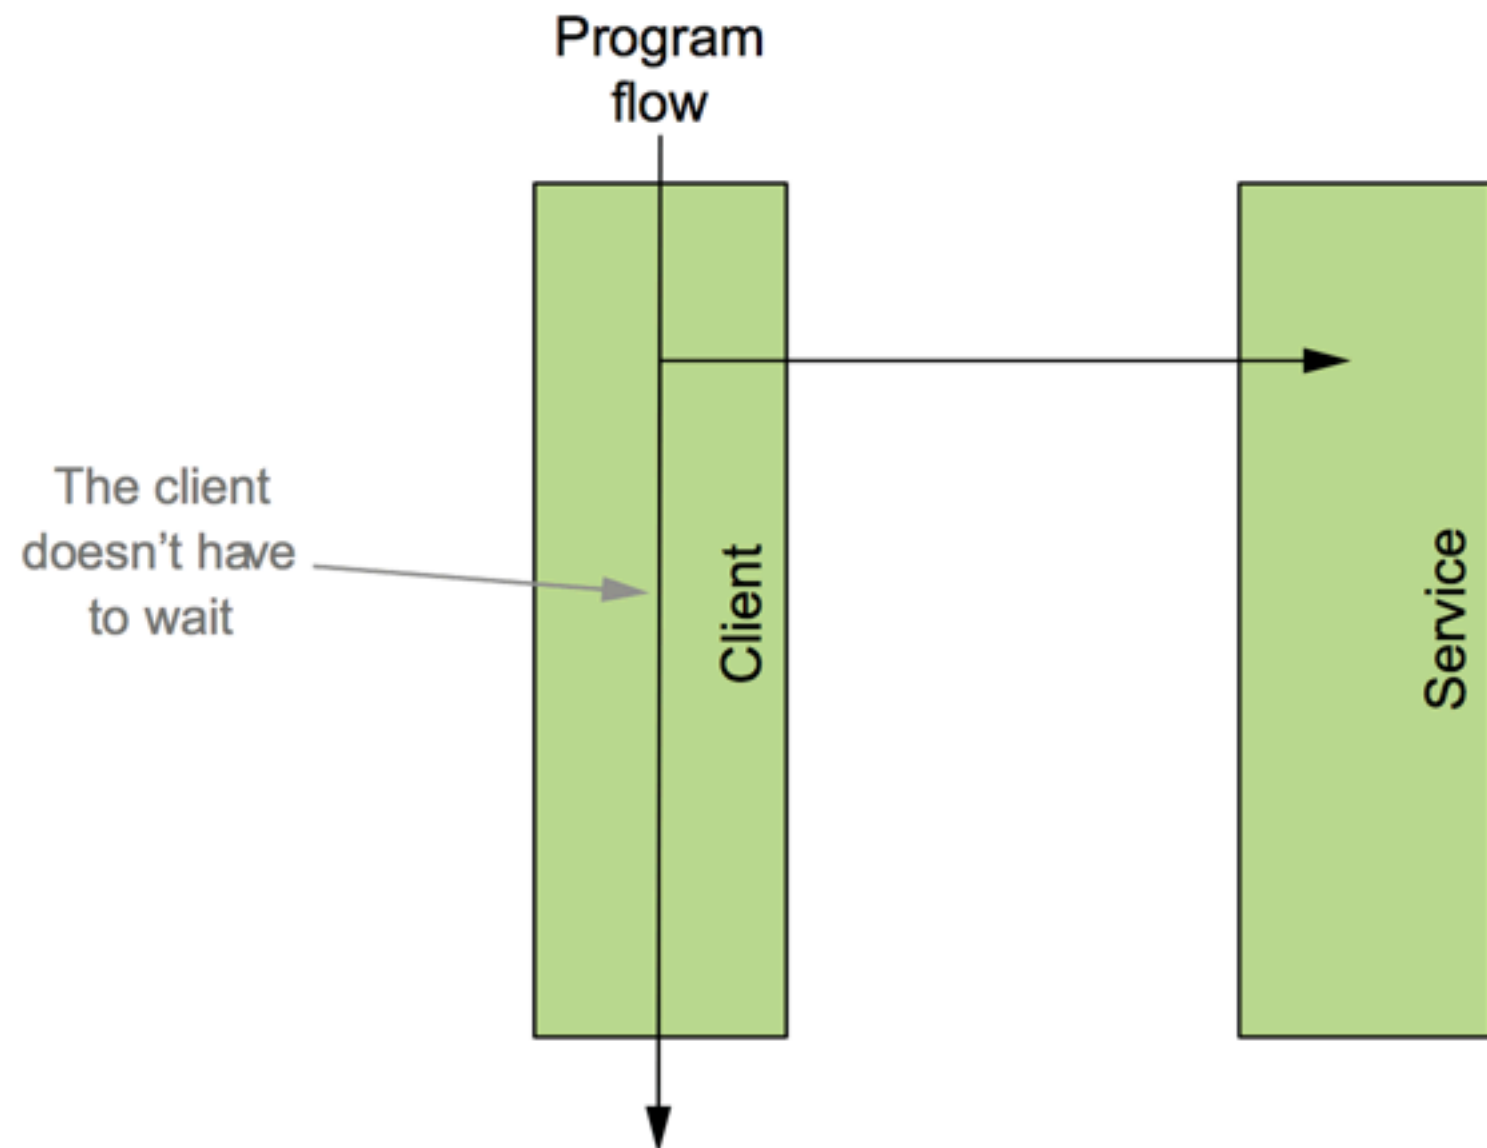 Program
flow
The client
doesn't have
to wait
Client
Service